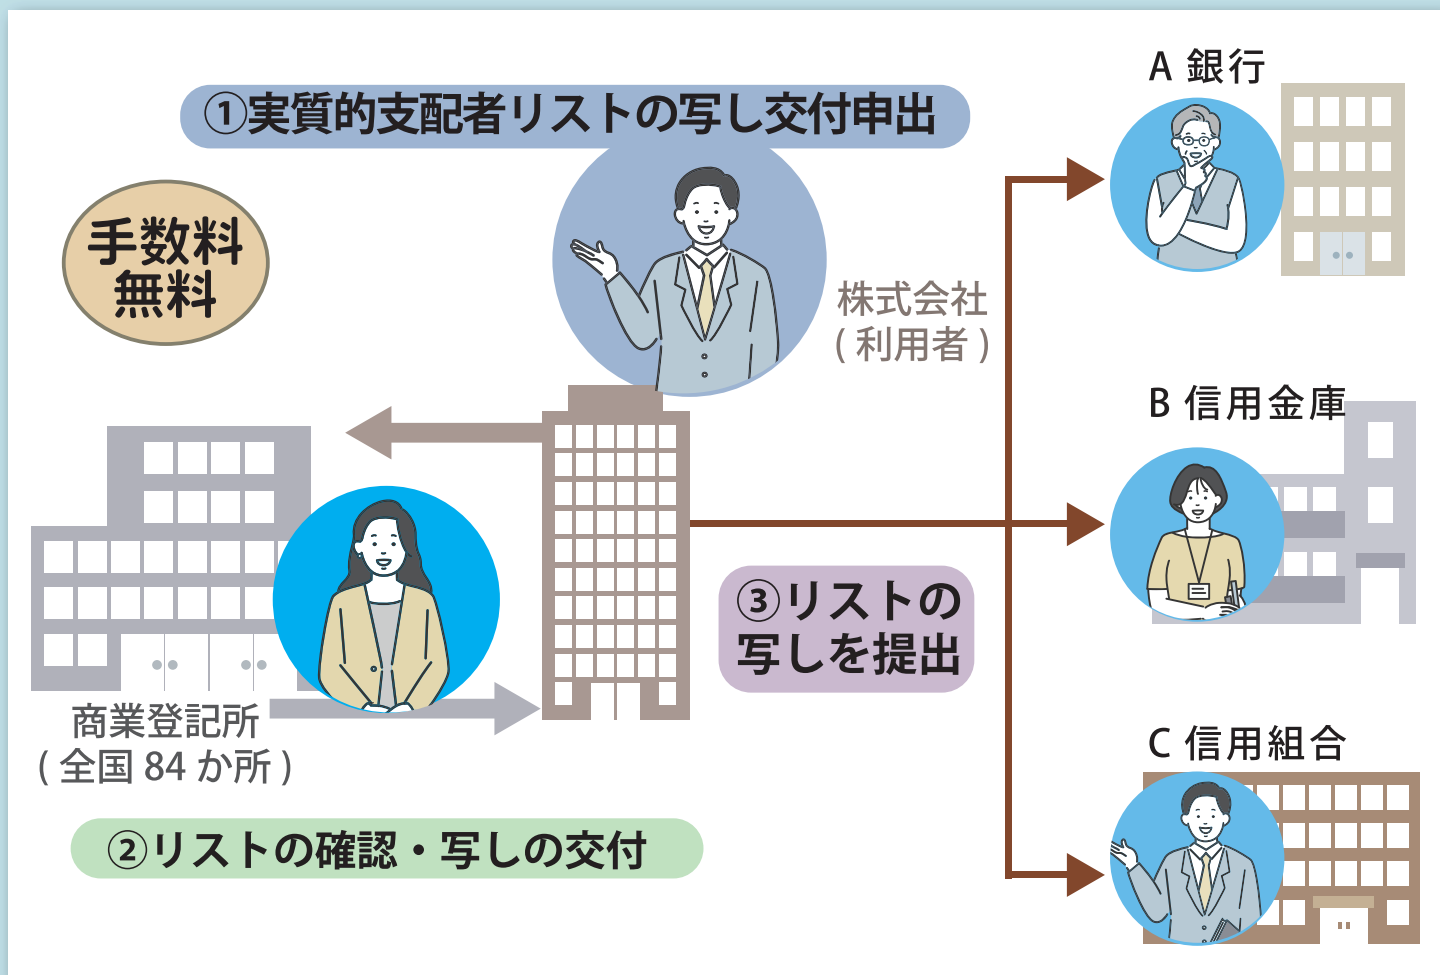 ①実質的支配者リストの写し交付申出
手数料
無料
株式会社
( 利用者 )
A 銀行
B 信用金庫
③リストの
写しを提出
商業登記所
( 全国 84 か所 )
C 信用組合
②リストの確認・写しの交付